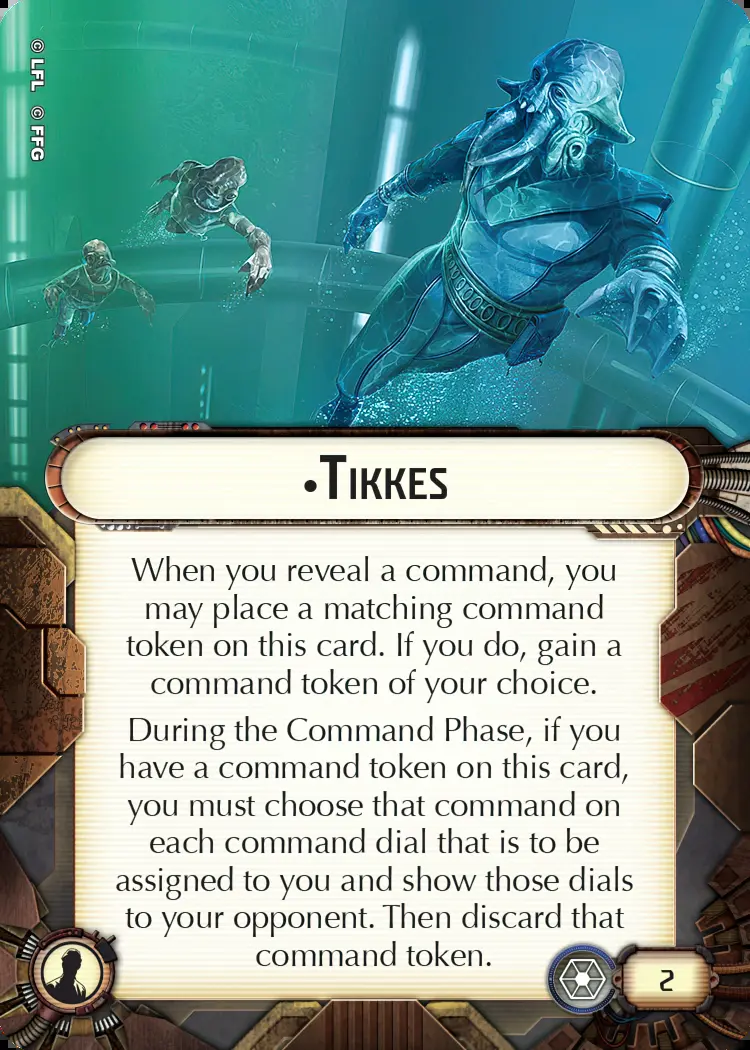 © LFL © FFG
•Tikkes
When you reveal a command, you
may place a matching command
token on this card. If you do, gain a
command token of your choice.
During the Command Phase, if you
have a command token on this card,
you must choose that command on
each command dial that is to be
assigned to you and show those dials
to your opponent. Then discard that
command token.
2